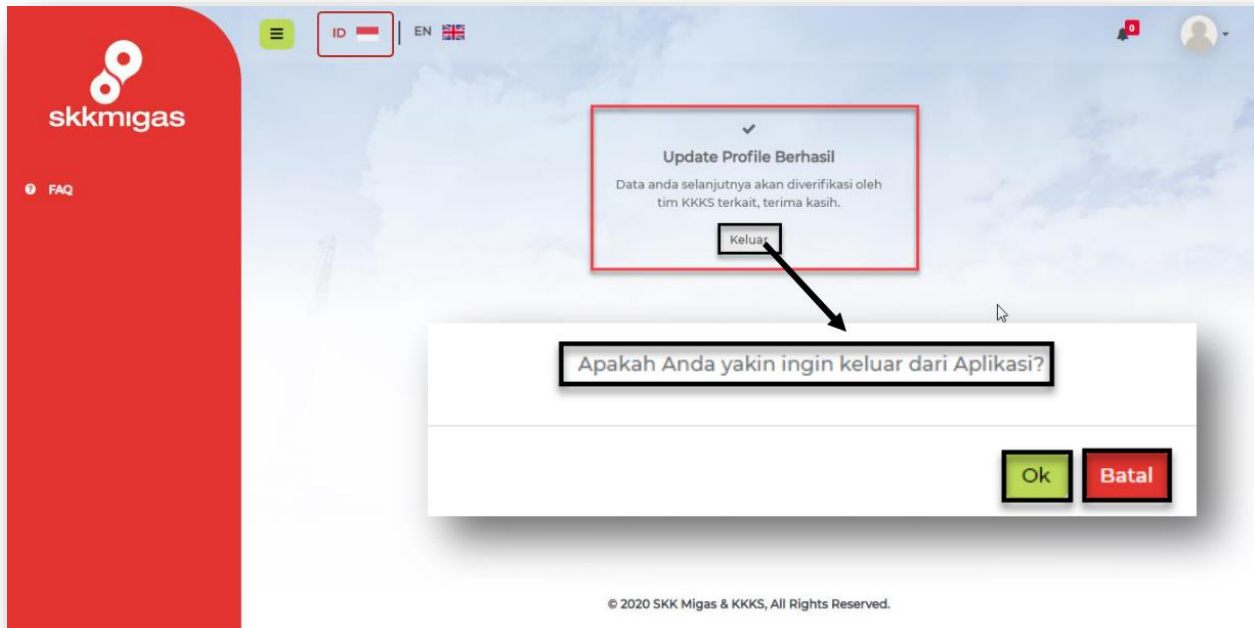 skkmigas
ID
EN
0
FAQ
Update Profile Berhasil
Data anda selanjutnya akan diverifikasi oleh
tim KKKS terkait, terima kasih.
Keluar
Apakah Anda yakin ingin keluar dari Aplikasi?
Ok
Batal
© 2020 SKK Migas & KKKS, All Rights Reserved.